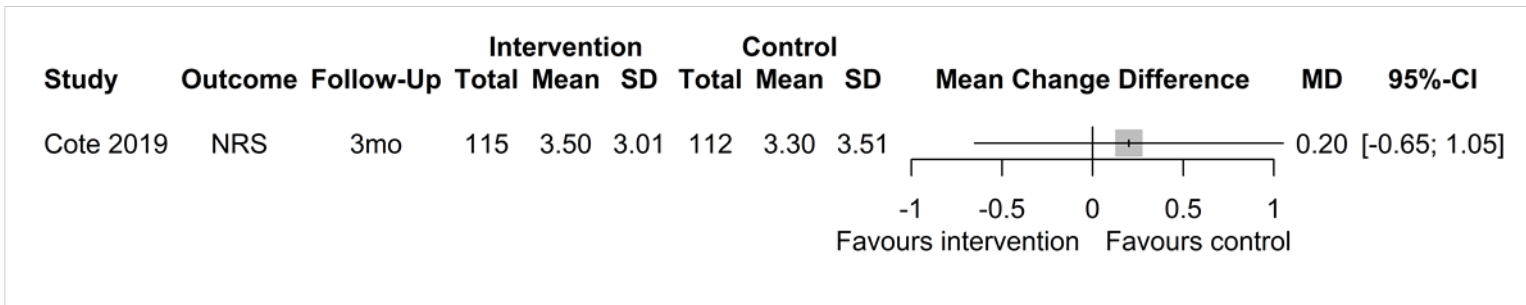 Intervention Control
Study Outcome Follow-Up Total Mean SD Total Mean SD Mean Change Difference MD 95%-CI
Cote 2019 NRS 3mo 115 3.50 3.01 112 3.30 3.51 0.20 [-0.65; 1.05]
-1 -0.5 0 0.5 1
Favours intervention Favours control